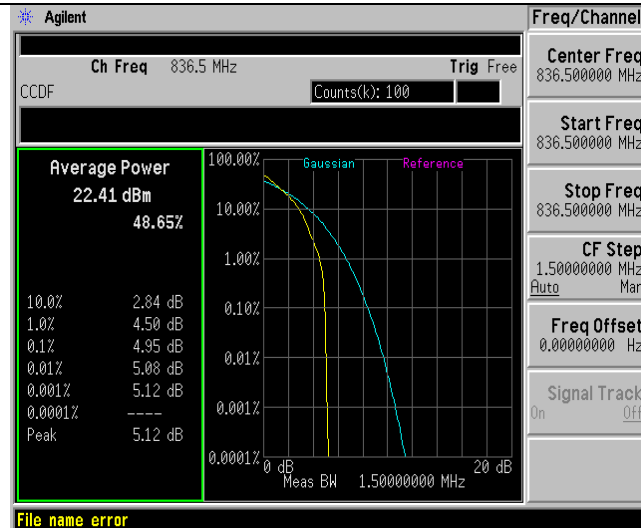 Agilent
Freq/Channel
Ch Freq 836.5 MHz Trig Free
CCDF Counts(k): 100
Average Power
22.41 dBm
48.65%
10.0% 2.84 dB
1.0% 4.50 dB
0.1% 4.95 dB
0.01% 5.08 dB
0.001% 5.12 dB
0.0001% ----
Peak 5.12 dB
Gaussian Reference
100.00%
10.00%
1.00%
0.10%
0.01%
0.001%
0.0001%
0 dB 20 dB
Meas BW 1.50000000 MHz
Center Freq
836.500000 MHz
Start Freq
836.500000 MHz
Stop Freq
836.500000 MHz
CF Step
1.50000000 MHz
Auto Man
Freq Offset
0.00000000 Hz
Signal Track
On Off
File name error